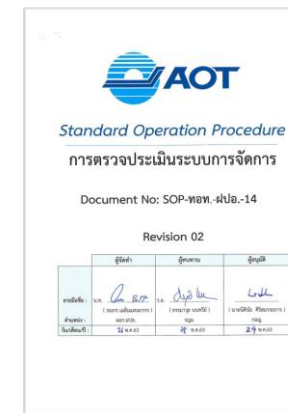 AOT
Standard Operation Procedure
การตรวจประเมินระบบการจัดการ
Document No: SOP-ทอท.-ฝปอ.-14
Revision 02
ผู้จัดทำ ผู้ทบทวน ผู้อนุมัติ
ลายมือชื่อ :
ตำแหน่ง :
วัน/เดือน/ปี :